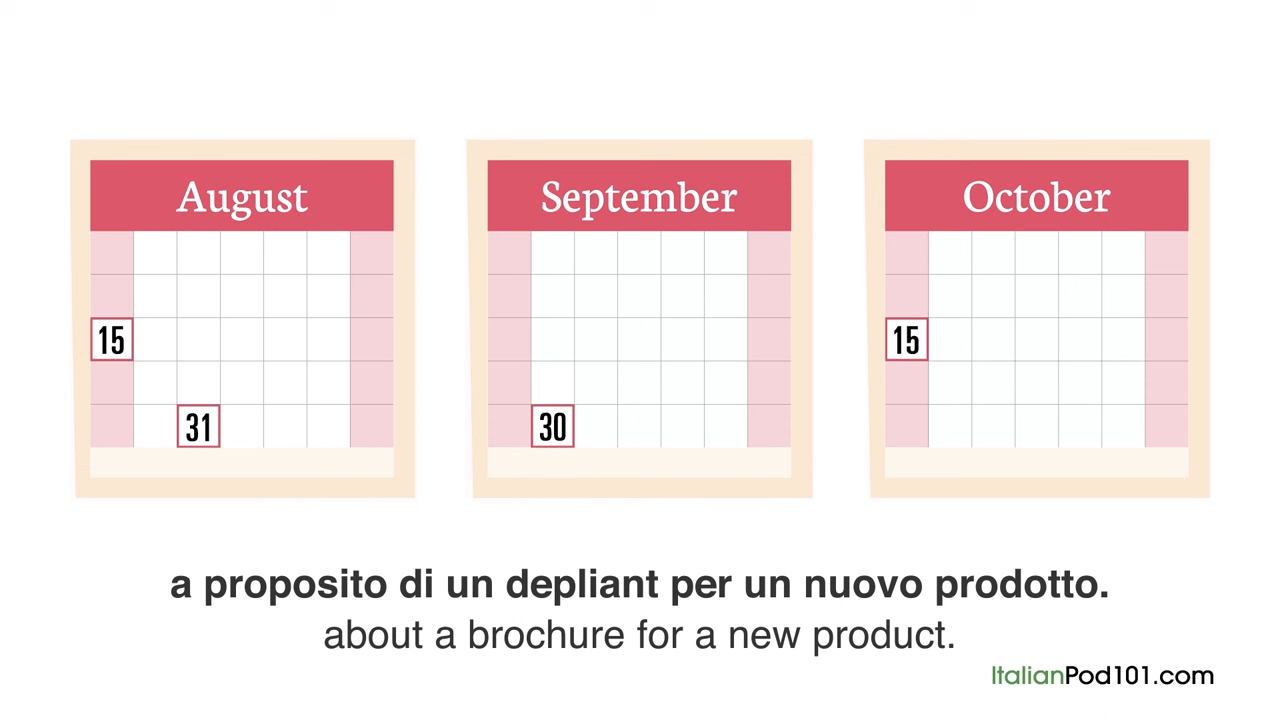 August
September
October
15
15
31
30
a proposito di un depliant per un nuovo prodotto.
about a brochure for a new product.
ItalianPod101.com